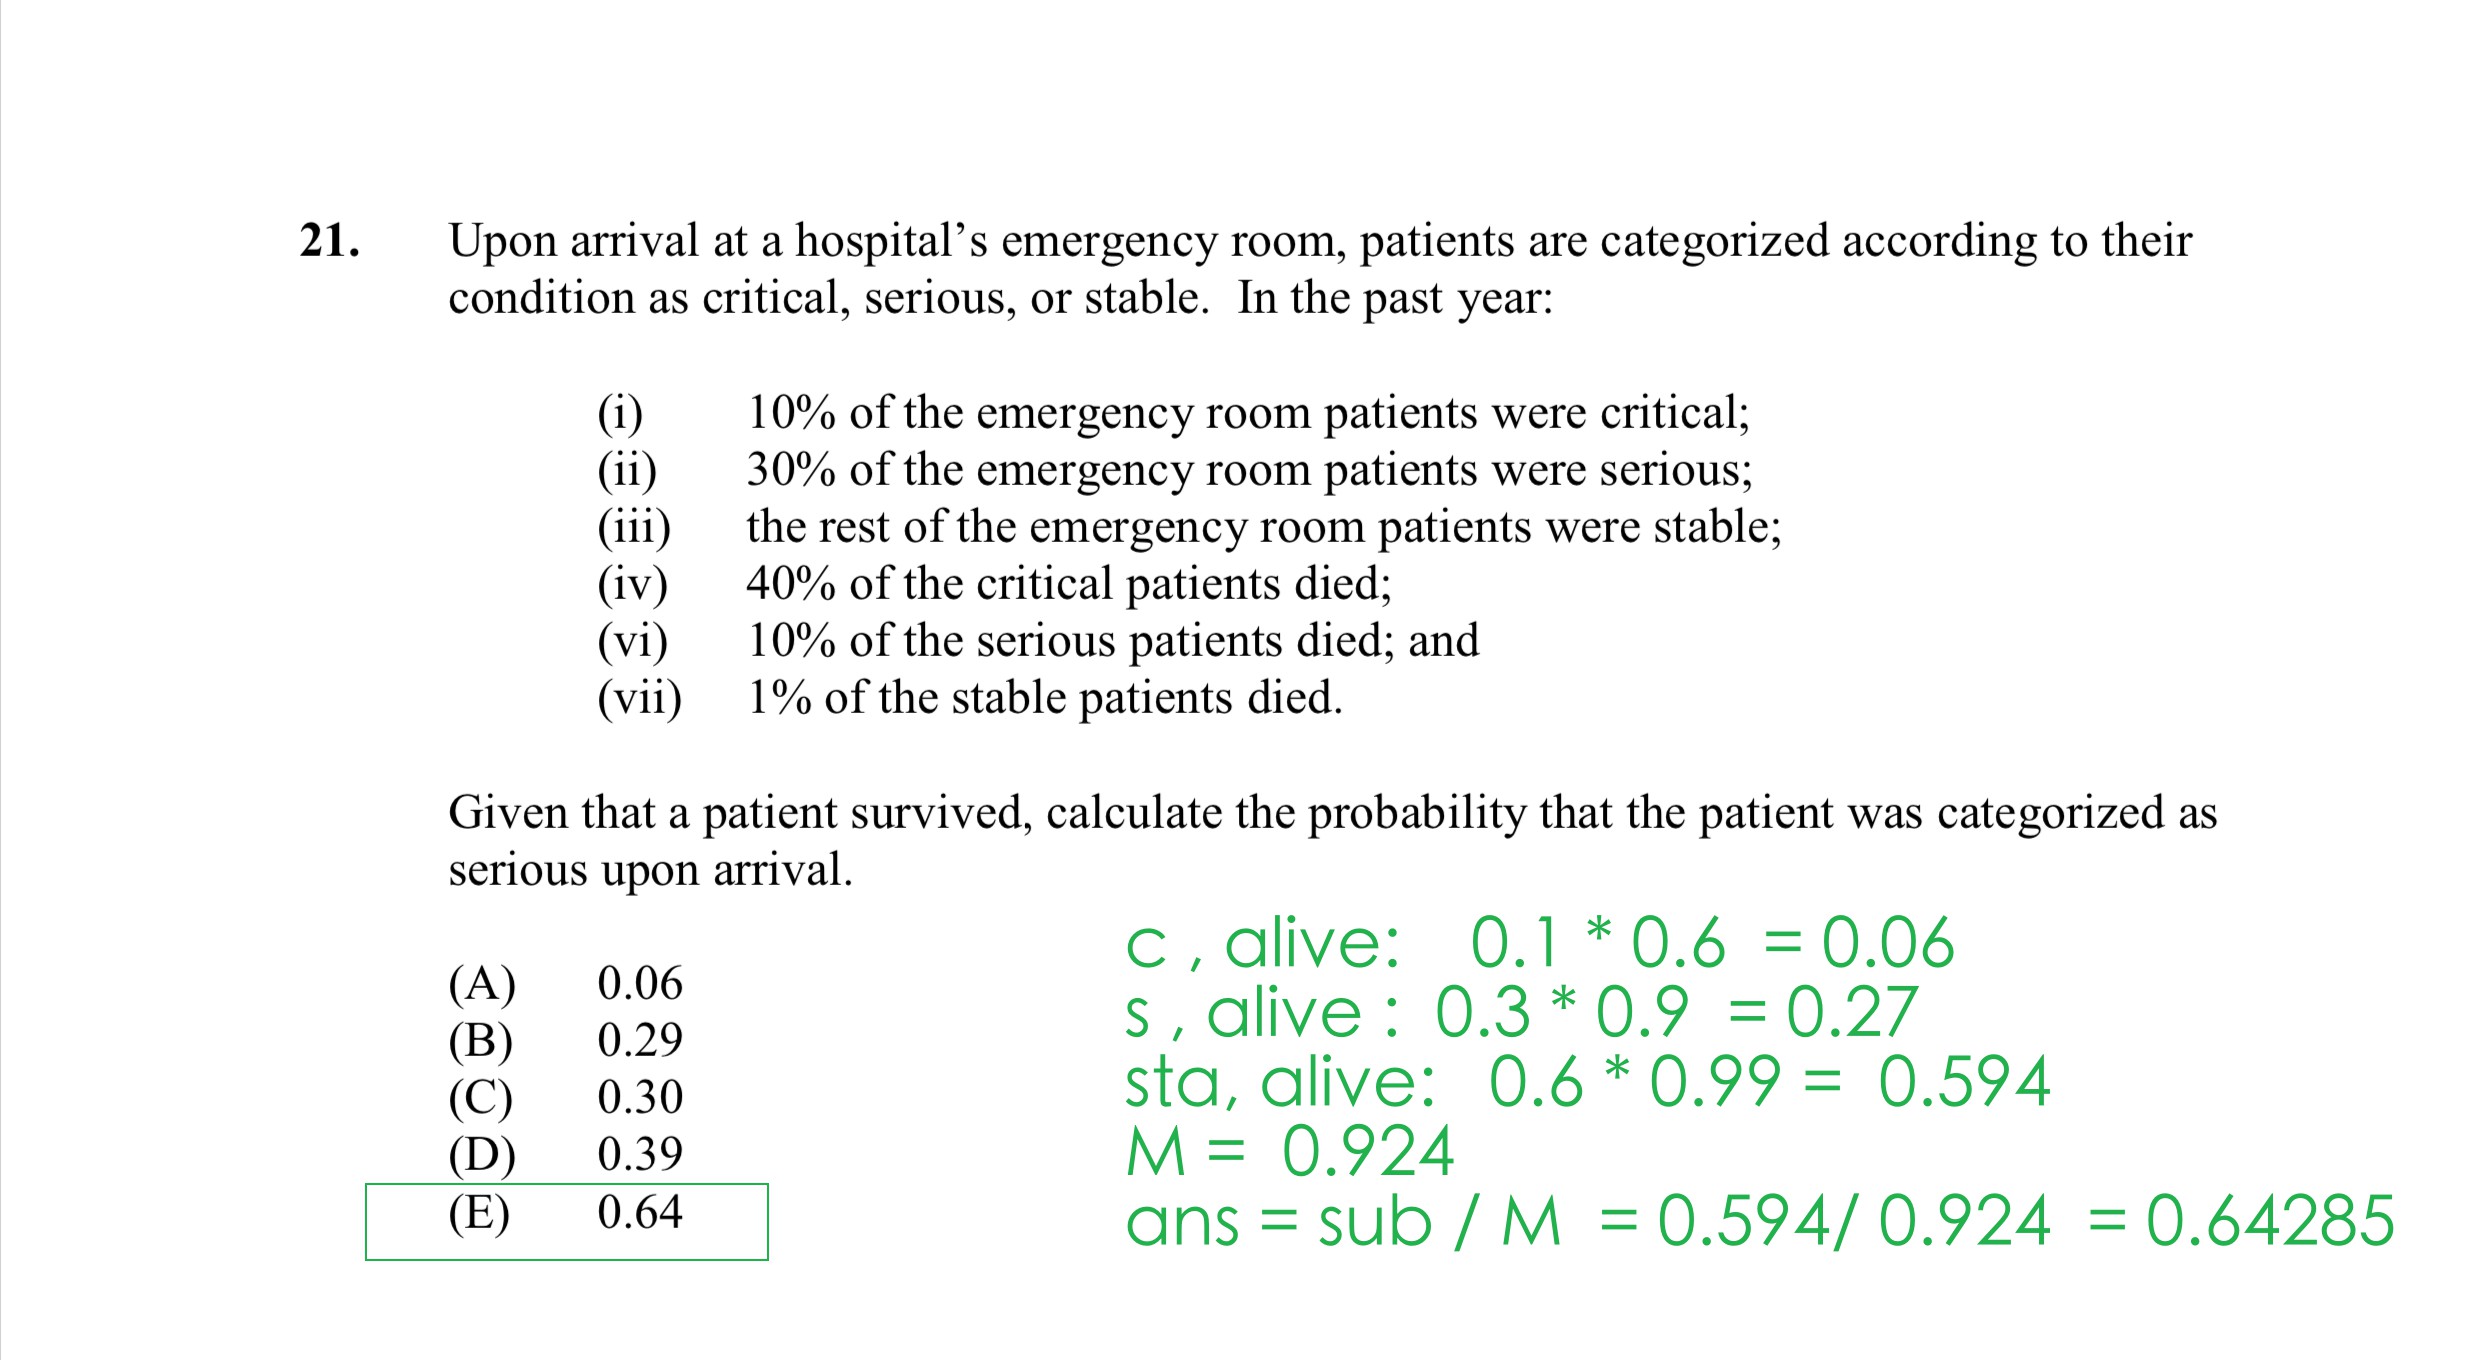 21. Upon arrival at a hospital’s emergency room, patients are categorized according to their
condition as critical, serious, or stable. In the past year:
(i) 10% of the emergency room patients were critical;
(ii) 30% of the emergency room patients were serious;
(iii) the rest of the emergency room patients were stable;
(iv) 40% of the critical patients died;
(vi) 10% of the serious patients died; and
(vii) 1% of the stable patients died.
Given that a patient survived, calculate the probability that the patient was categorized as
serious upon arrival.
(A) 0.06
(B) 0.29
(C) 0.30
(D) 0.39
(E) 0.64
c , alive: 0.1 * 0.6 = 0.06
s , alive : 0.3 * 0.9 = 0.27
sta, alive: 0.6 * 0.99 = 0.594
M = 0.924
ans = sub / M = 0.594/ 0.924 = 0.64285